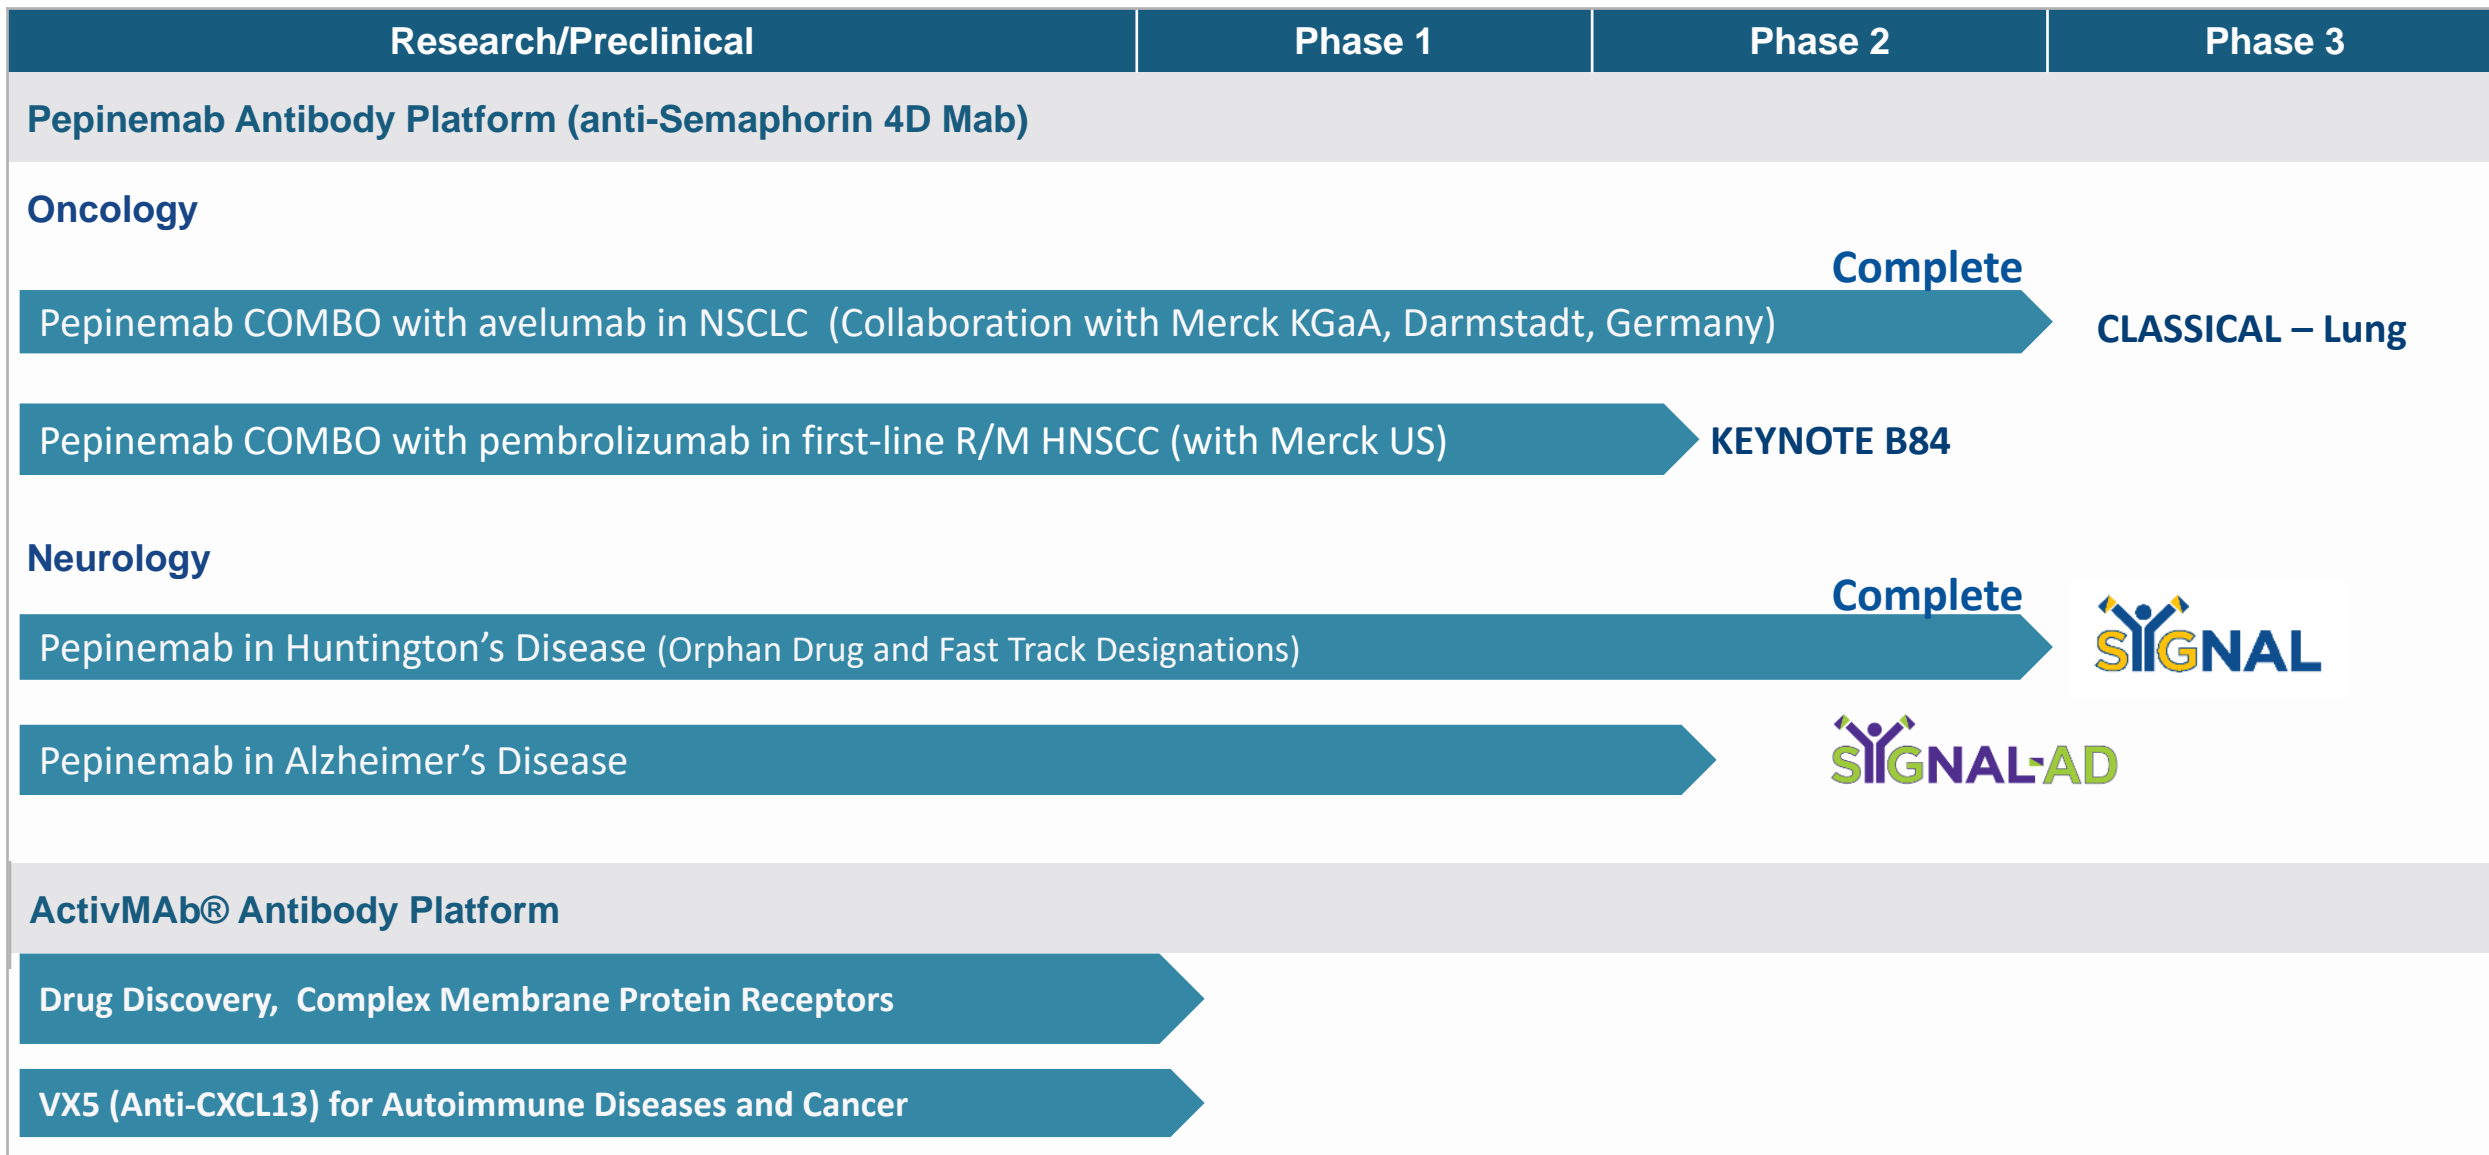 Research/Preclinical Phase 1 Phase 2 Phase 3
Pepinemab Antibody Platform (anti-Semaphorin 4D Mab)
Oncology
Complete
Pepinemab COMBO with avelumab in NSCLC (Collaboration with Merck KGaA, Darmstadt, Germany) CLASSICAL – Lung
Pepinemab COMBO with pembrolizumab in first-line R/M HNSCC (with Merck US) KEYNOTE B84
Neurology
Complete
Pepinemab in Huntington’s Disease (Orphan Drug and Fast Track Designations) SIGNAL
Pepinemab in Alzheimer’s Disease SIGNAL-AD
ActivMAb® Antibody Platform
Drug Discovery, Complex Membrane Protein Receptors
VX5 (Anti-CXCL13) for Autoimmune Diseases and Cancer